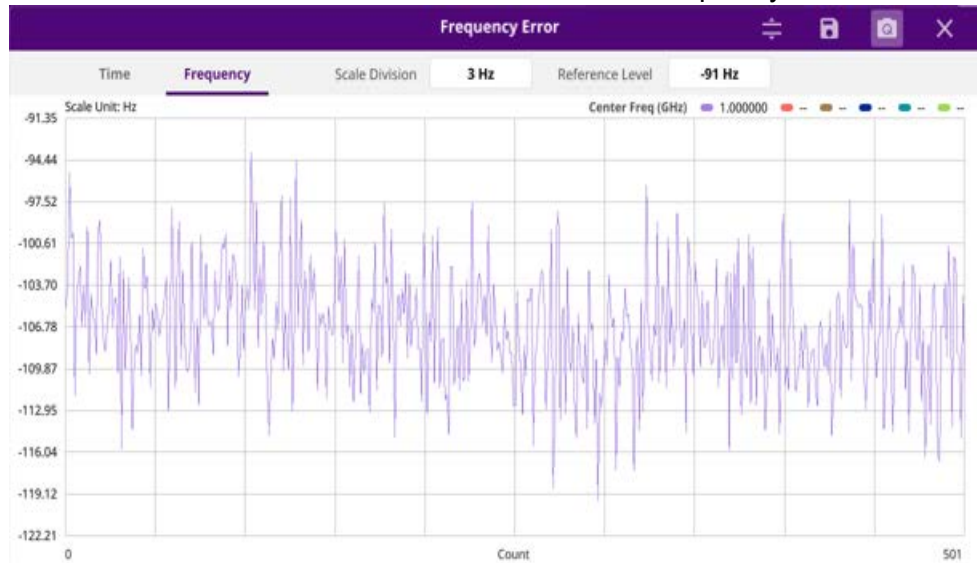 Frequency Error
Time Frequency Scale Division 3 Hz Reference Level -91 Hz
Scale Unit: Hz Center Freq (GHz) 1.000000 -- -- -- -- --
-91.35
-94.44
-97.52
-100.61
-103.70
-106.78
-109.87
-112.95
-116.04
-119.12
-122.21
0 Count 501